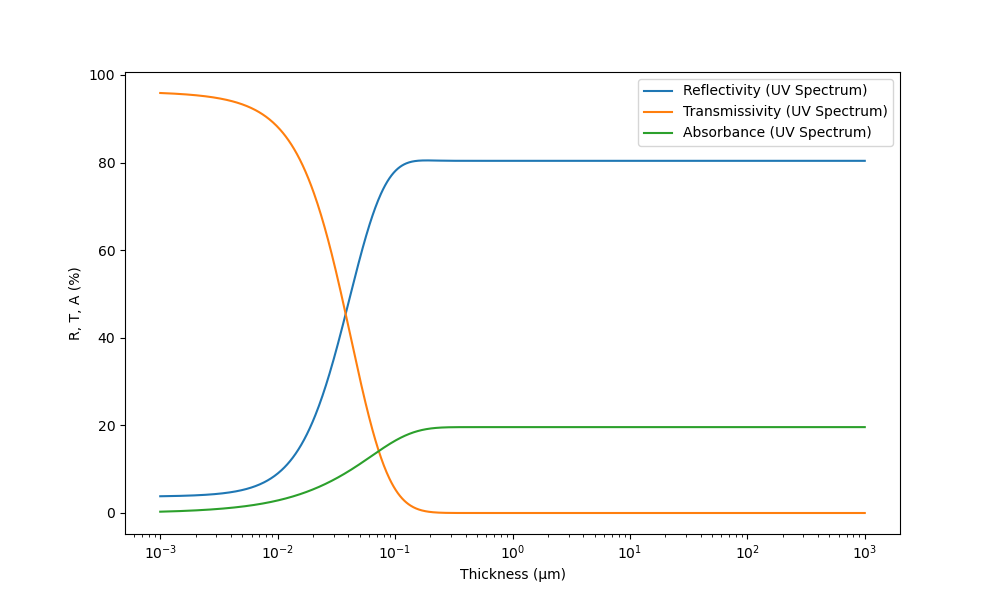 Reflectivity (UV Spectrum)
Transmissivity (UV Spectrum)
Absorbance (UV Spectrum)
100
80
60
40
20
0
R, T, A (%)
10⁻³ 10⁻² 10⁻¹ 10⁰ 10¹ 10² 10³
Thickness (μm)